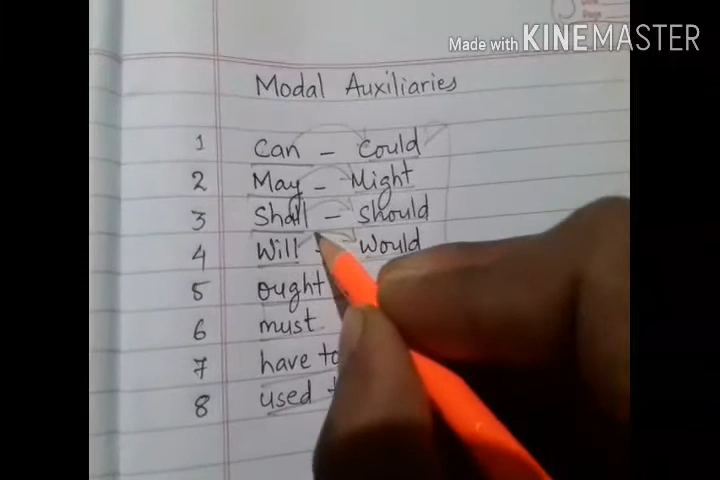 Made with KINEMASTER
Page
Modal Auxiliaries
1 Can - Could
2 May - Might
3 Shall - Should
4 Will - Would
5 ought
6 must
7 have to
8 used